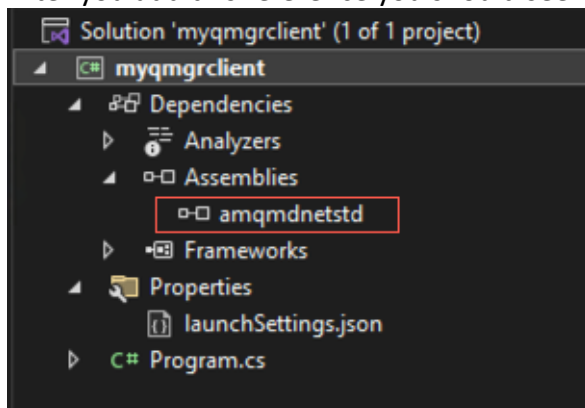 Solution 'myqmgrclient' (1 of 1 project)
C# myqmgrclient
Dependencies
Analyzers
Assemblies
amqmdnetstd
Frameworks
Properties
launchSettings.json
C# Program.cs